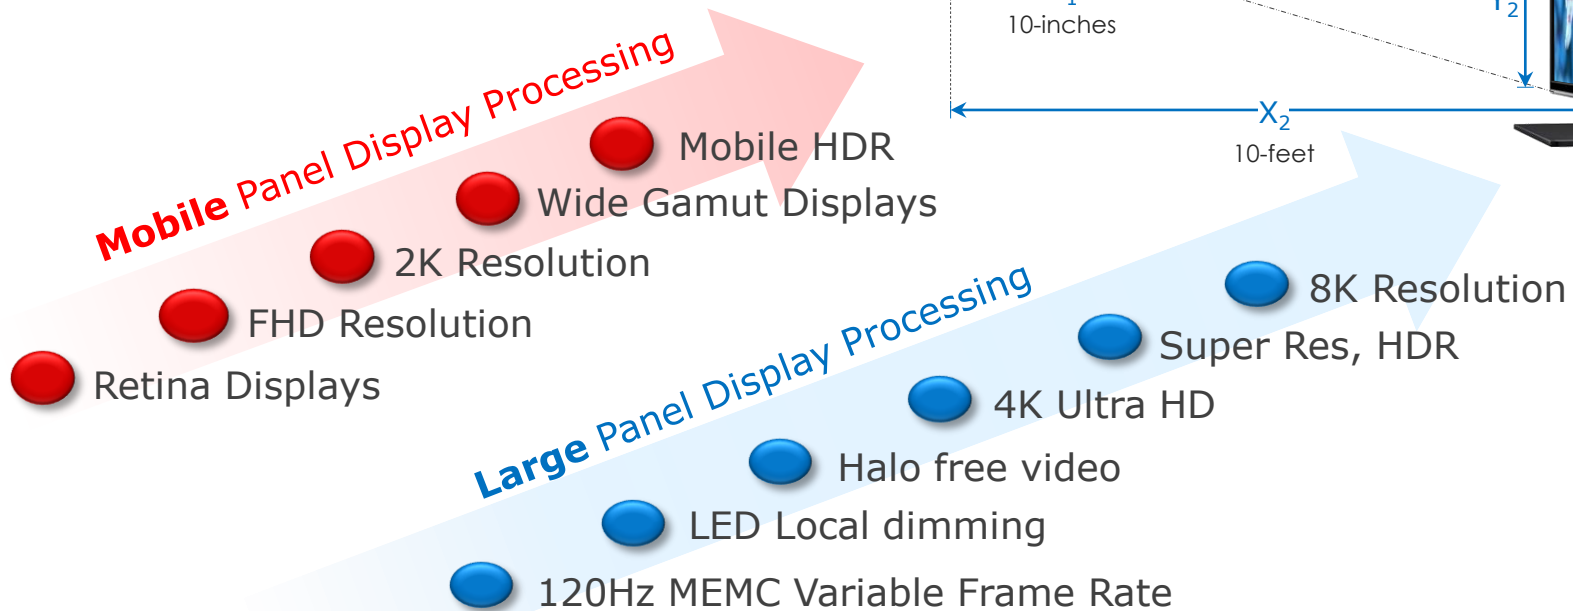 10-inches
Y2
X2
10-feet
Mobile Panel Display Processing
Mobile HDR
Wide Gamut Displays
2K Resolution
FHD Resolution
Retina Displays
Large Panel Display Processing
8K Resolution
Super Res, HDR
4K Ultra HD
Halo free video
LED Local dimming
120Hz MEMC Variable Frame Rate